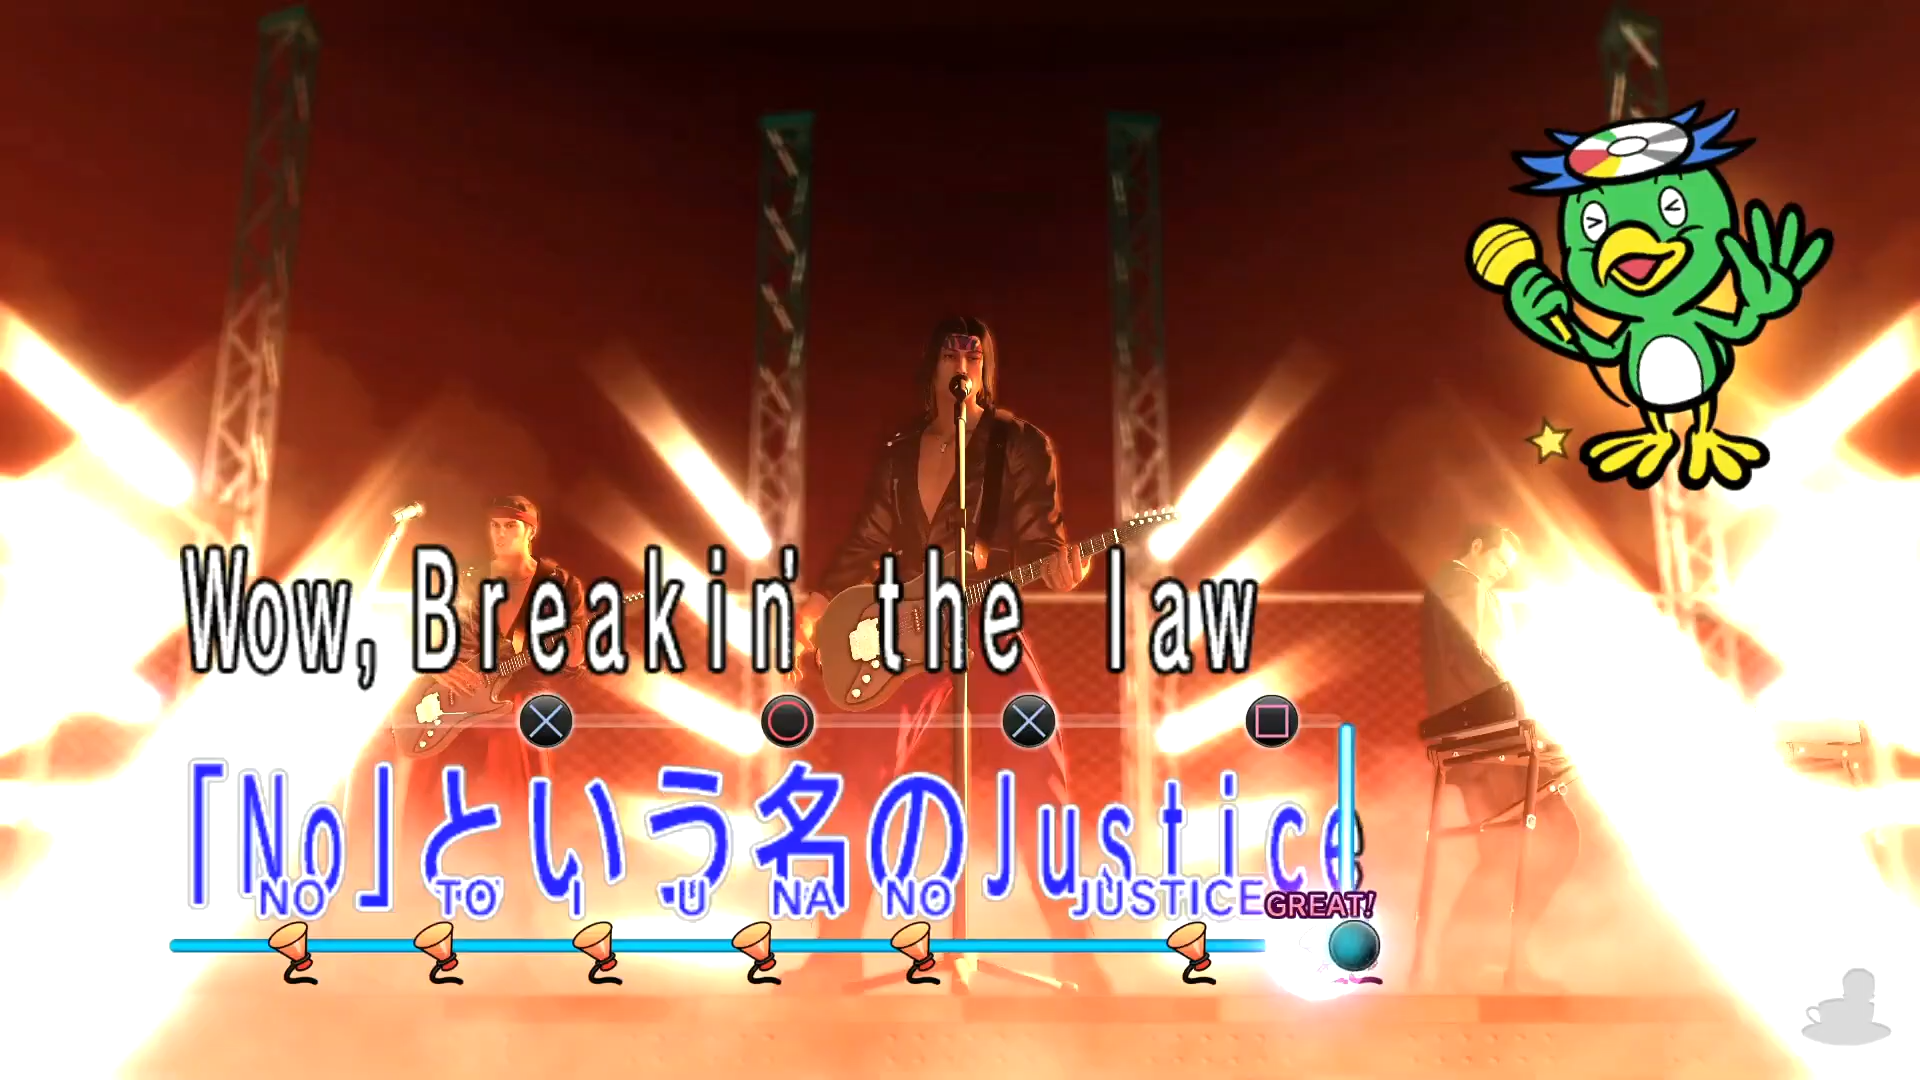 Wow, Breakin' the law
「No」という名のJustice
NO TO I U NA NO JUSTICE
GREAT!